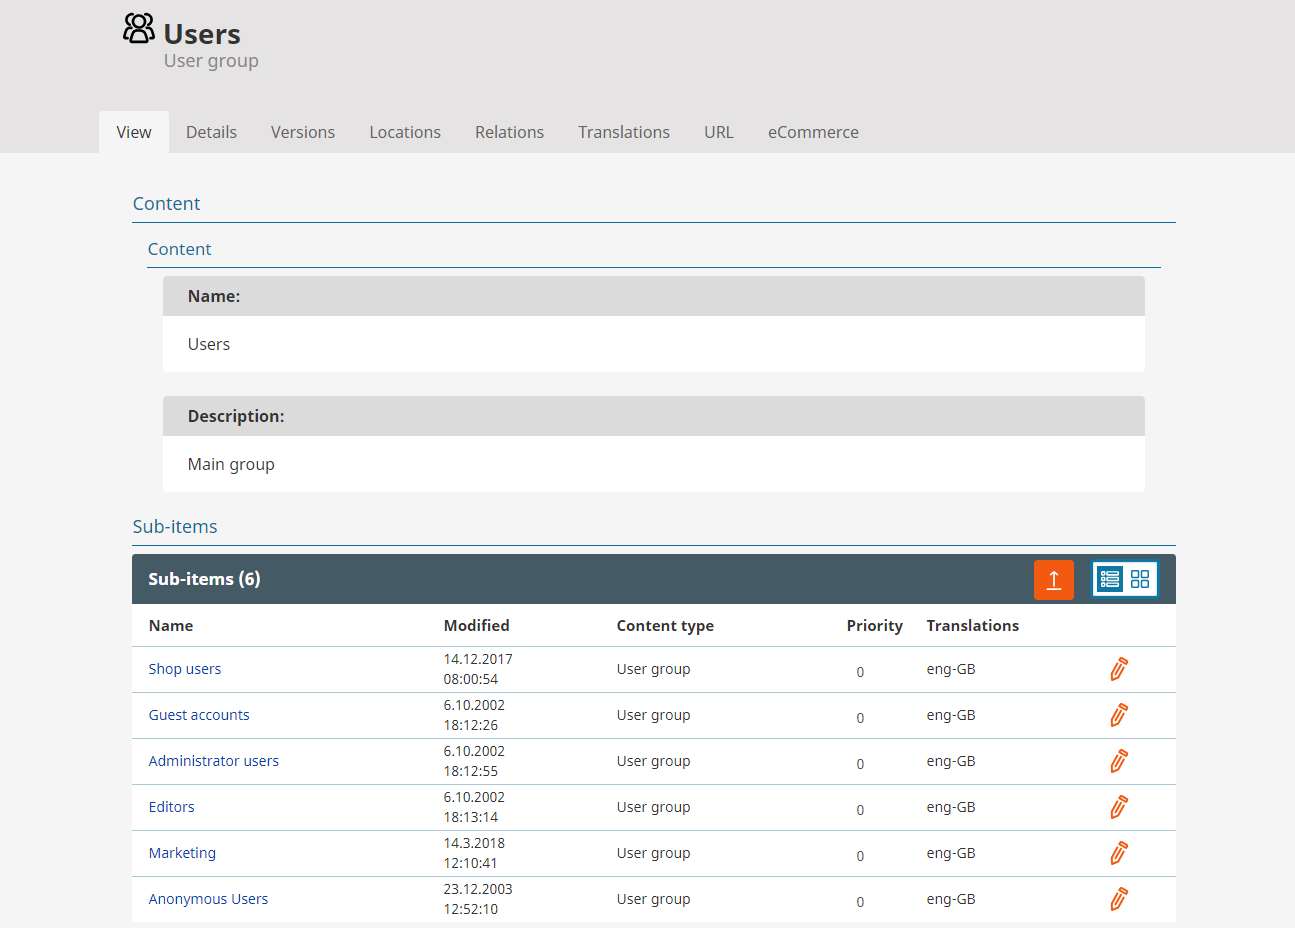 Users
User group
View Details Versions Locations Relations Translations URL eCommerce
Content
Content
Name:
Users
Description:
Main group
Sub-items
Sub-items (6)
Name Modified Content type Priority Translations
Shop users 14.12.2017 08:00:54 User group 0 eng-GB
Guest accounts 6.10.2002 18:12:26 User group 0 eng-GB
Administrator users 6.10.2002 18:12:55 User group 0 eng-GB
Editors 6.10.2002 18:13:14 User group 0 eng-GB
Marketing 14.3.2018 12:10:41 User group 0 eng-GB
Anonymous Users 23.12.2003 12:52:10 User group 0 eng-GB